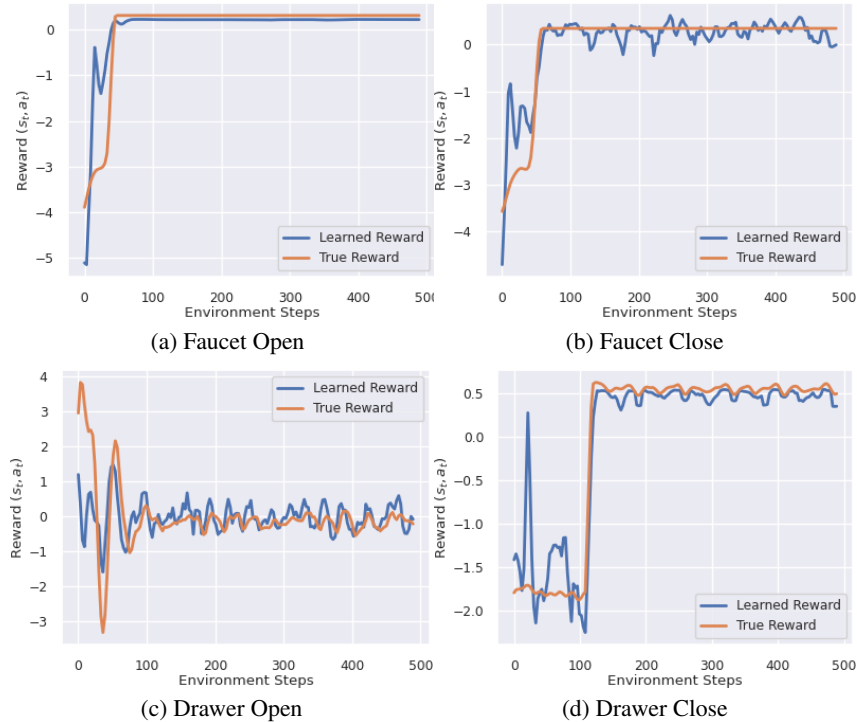 0
−1
−2
−3
−4
−5
Reward (s_t, a_t)
Learned Reward
True Reward
0 100 200 300 400 500
Environment Steps
(a) Faucet Open
0
−1
−2
−3
−4
Reward (s_t, a_t)
Learned Reward
True Reward
0 100 200 300 400 500
Environment Steps
(b) Faucet Close
4
3
2
1
0
−1
−2
−3
Reward (s_t, a_t)
Learned Reward
True Reward
0 100 200 300 400 500
Environment Steps
(c) Drawer Open
0.5
0.0
−0.5
−1.0
−1.5
−2.0
Reward (s_t, a_t)
Learned Reward
True Reward
0 100 200 300 400 500
Environment Steps
(d) Drawer Close